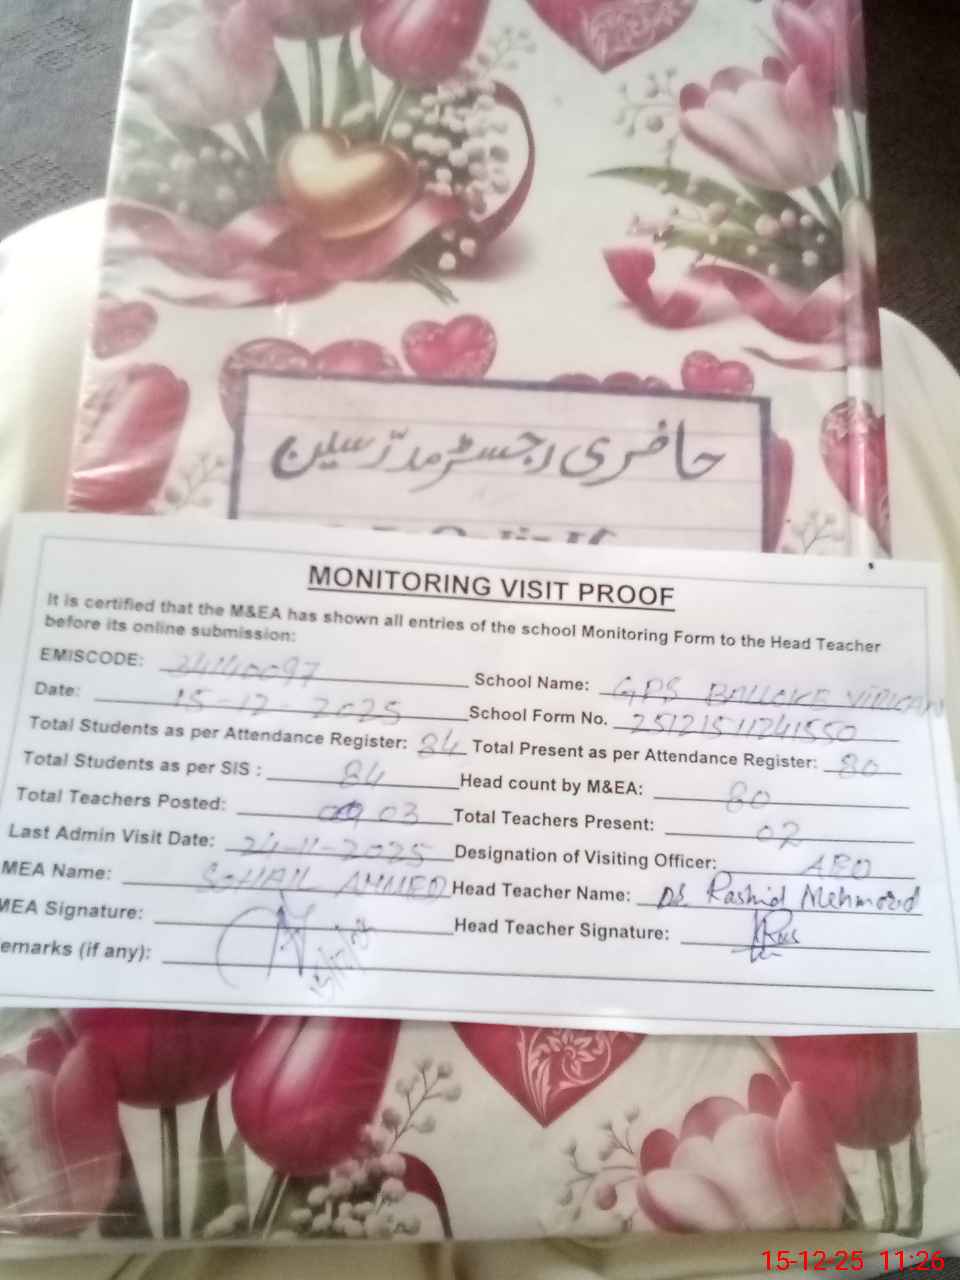 حاضری رجسٹر مدرّسین
MONITORING VISIT PROOF
It is certified that the M&EA has shown all entries of the school Monitoring Form to the Head Teacher
before its online submission:
EMISCODE: 34140097 School Name: GPS BALLOKE VIRKAN
Date: 15-12-2025 School Form No. 25121511241550
Total Students as per Attendance Register: 84 Total Present as per Attendance Register: 80
Total Students as per SIS : 84 Head count by M&EA: 80
Total Teachers Posted: 03 Total Teachers Present: 02
Last Admin Visit Date: 24-11-2025 Designation of Visiting Officer: AEO
MEA Name: SOHAIL AHMED Head Teacher Name: Rashid Mehmood
MEA Signature: Head Teacher Signature:
emarks (if any):
15-12-25 11:26